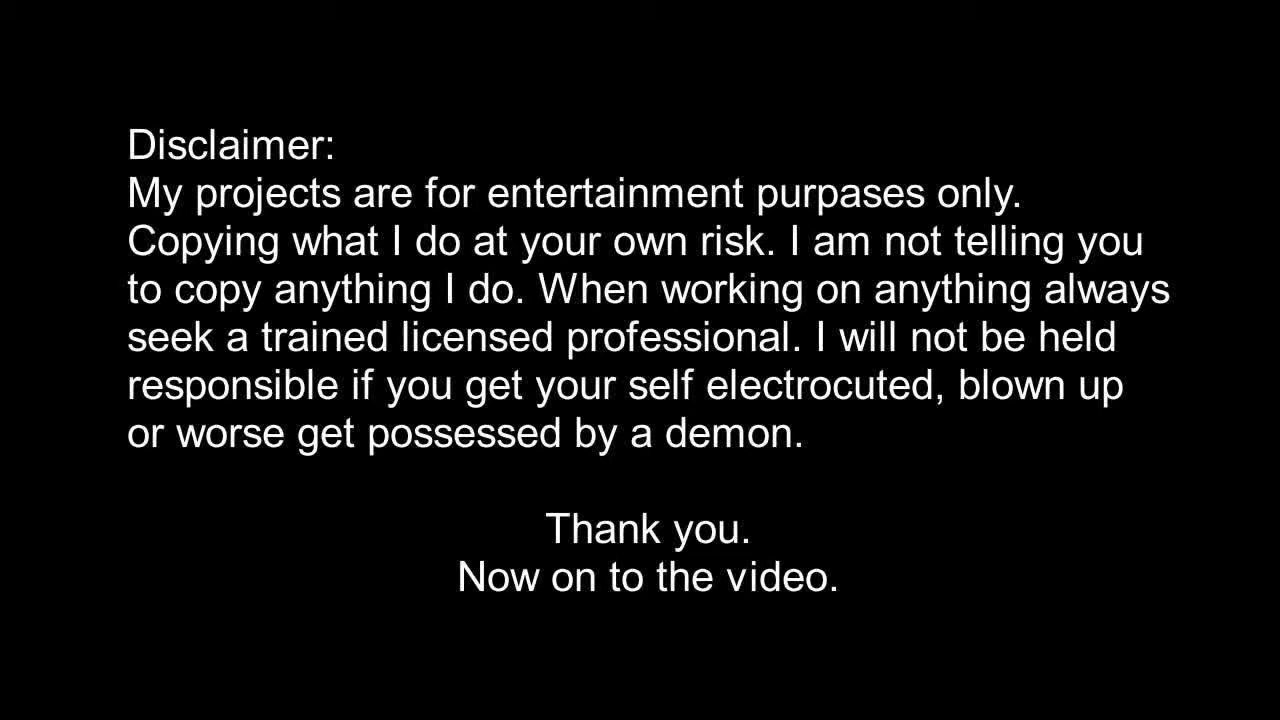 Disclaimer:
My projects are for entertainment purpases only.
Copying what I do at your own risk. I am not telling you
to copy anything I do. When working on anything always
seek a trained licensed professional. I will not be held
responsible if you get your self electrocuted, blown up
or worse get possessed by a demon.
Thank you.
Now on to the video.